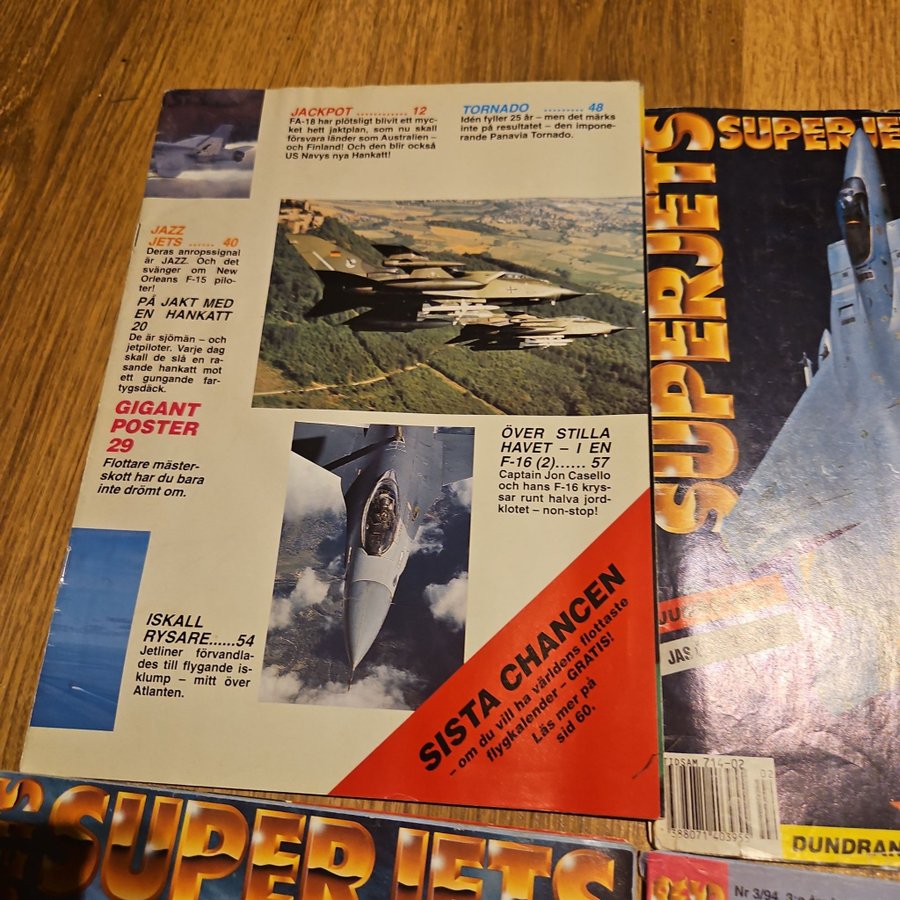 JACKPOT ............ 12
FA-18 har plötsligt blivit ett myc-
ket hett jaktplan, som nu skall
försvara länder som Australien –
och Finland! Och den blir också
US Navys nya Hankatt!
TORNADO ......... 48
Idén fyller 25 år – men det märks
inte på resultatet – den impone-
rande Panavia Tornado.
JAZZ
JETS ...... 40
Deras anropssignal
är JAZZ. Och det
svänger om New
Orleans F-15 pilo-
ter!
PÅ JAKT MED
EN HANKATT
20
De är sjömän – och
jetpiloter. Varje dag
skall de slå en ra-
sande hankatt mot
ett gungande far-
tygsdäck.
GIGANT
POSTER
29
Flottare mäster-
skott har du bara
inte drömt om.
ÖVER STILLA
HAVET – I EN
F-16 (2)...... 57
Captain Jon Casello
och hans F-16 krys-
sar runt halva jord-
klotet – non-stop!
ISKALL
RYSARE......54
Jetliner förvandla-
des till flygande is-
klump – mitt över
Atlanten.
SISTA CHANCEN
– om du vill ha världens flottaste
flygkalender – GRATIS!
Läs mer på
sid 60.
SUPERJETS
SUPER JETS
JAS
TIDSAM 714-02
02
388071403955
DUNDRAN
SUPER JETS
Nr 3/94